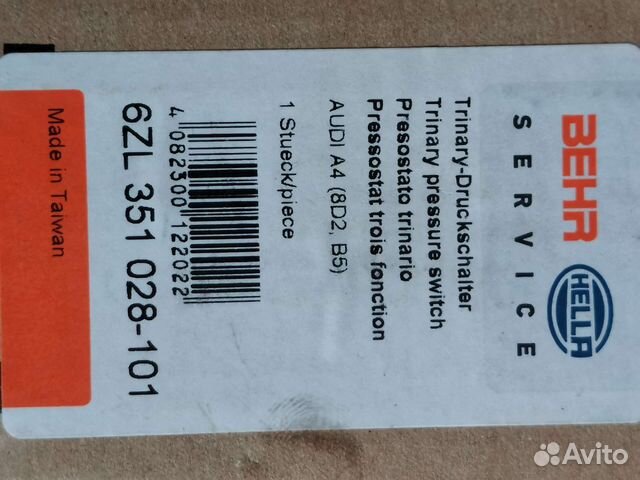 BEHR
HELLA
SERVICE
Trinary-Druckschalter
Trinary pressure switch
Presostato trinario
Pressostat trois fonction
AUDI A4 (8D2, B5)
1 Stueck/piece
4 082300 122022
6ZL 351 028-101
Made in Taiwan
Avito